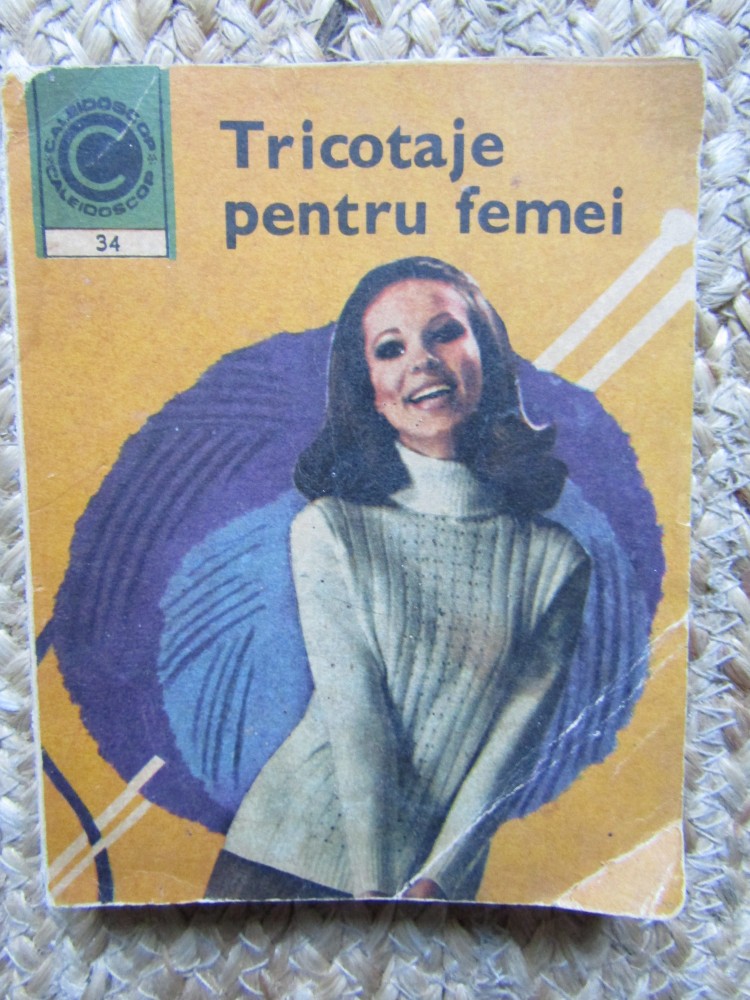 CALEIDOSCOP
C
CALEIDOSCOP
34
Tricotaje
pentru femei